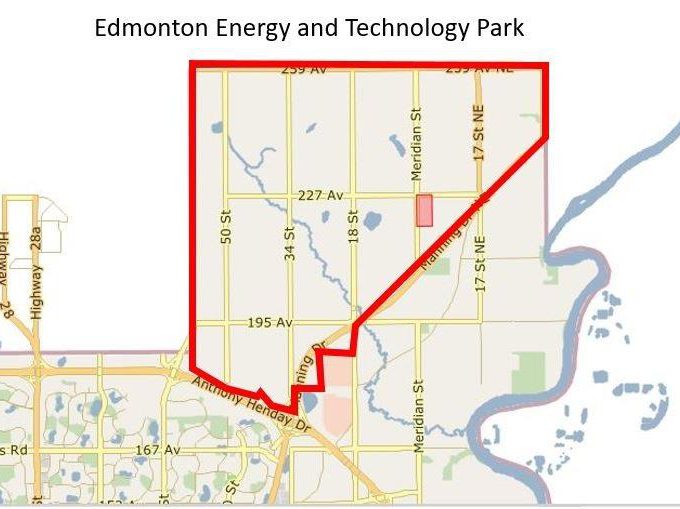 Edmonton Energy and Technology Park
259 Av
259 Av NE
Meridian St
17 St NE
227 Av
50 St
34 St
18 St
Manning Dr NE
17 St NE
Highway 28a
Highway 28
195 Av
Manning Dr
Anthony Henday Dr
Meridian St
167 Av
s Rd
St
St